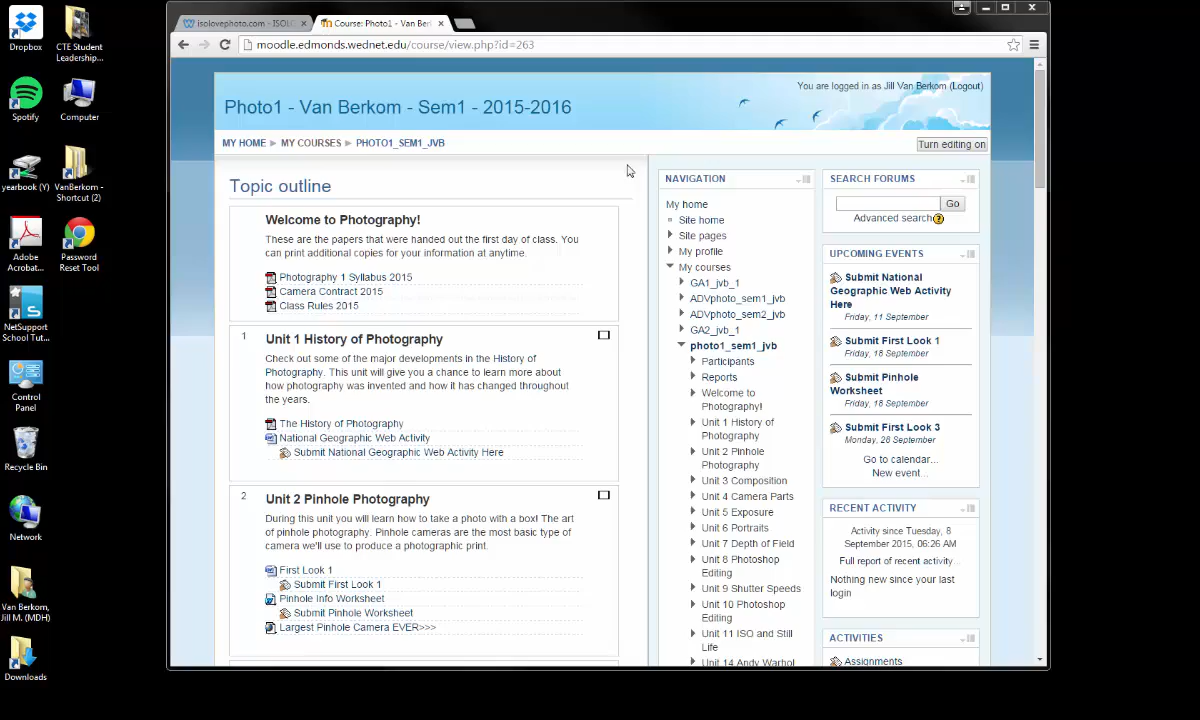 Dropbox
CTE Student
Leadership...
Spotify
Computer
yearbook (Y)
VanBerkom -
Shortcut (2)
Adobe
Acrobat...
Password
Reset Tool
NetSupport
School Tut...
Control
Panel
Recycle Bin
Network
Van Berkom,
Jill M. (MDH)
Downloads
isolovephoto.com - ISOLO
Course: Photo1 - Van Ber
moodle.edmonds.wednet.edu/course/view.php?id=263
You are logged in as Jill Van Berkom (Logout)
Photo1 - Van Berkom - Sem1 - 2015-2016
MY HOME ► MY COURSES ► PHOTO1_SEM1_JVB
Turn editing on
Topic outline
Welcome to Photography!
These are the papers that were handed out the first day of class. You
can print additional copies for your information at anytime.
Photography 1 Syllabus 2015
Camera Contract 2015
Class Rules 2015
1
Unit 1 History of Photography
Check out some of the major developments in the History of
Photography. This unit will give you a chance to learn more about
how photography was invented and how it has changed throughout
the years.
The History of Photography
National Geographic Web Activity
Submit National Geographic Web Activity Here
2
Unit 2 Pinhole Photography
During this unit you will learn how to take a photo with a box! The art
of pinhole photography. Pinhole cameras are the most basic type of
camera we'll use to produce a photographic print.
First Look 1
Submit First Look 1
Pinhole Info Worksheet
Submit Pinhole Worksheet
Largest Pinhole Camera EVER>>>
NAVIGATION
My home
Site home
Site pages
My profile
My courses
GA1_jvb_1
ADVphoto_sem1_jvb
ADVphoto_sem2_jvb
GA2_jvb_1
photo1_sem1_jvb
Participants
Reports
Welcome to
Photography!
Unit 1 History of
Photography
Unit 2 Pinhole
Photography
Unit 3 Composition
Unit 4 Camera Parts
Unit 5 Exposure
Unit 6 Portraits
Unit 7 Depth of Field
Unit 8 Photoshop
Editing
Unit 9 Shutter Speeds
Unit 10 Photoshop
Editing
Unit 11 ISO and Still
Life
Unit 14 Andy Warhol
SEARCH FORUMS
Go
Advanced search?
UPCOMING EVENTS
Submit National
Geographic Web Activity
Here
Friday, 11 September
Submit First Look 1
Friday, 18 September
Submit Pinhole
Worksheet
Friday, 18 September
Submit First Look 3
Monday, 28 September
Go to calendar...
New event...
RECENT ACTIVITY
Activity since Tuesday, 8
September 2015, 06:26 AM
Full report of recent activity...
Nothing new since your last
login
ACTIVITIES
Assignments